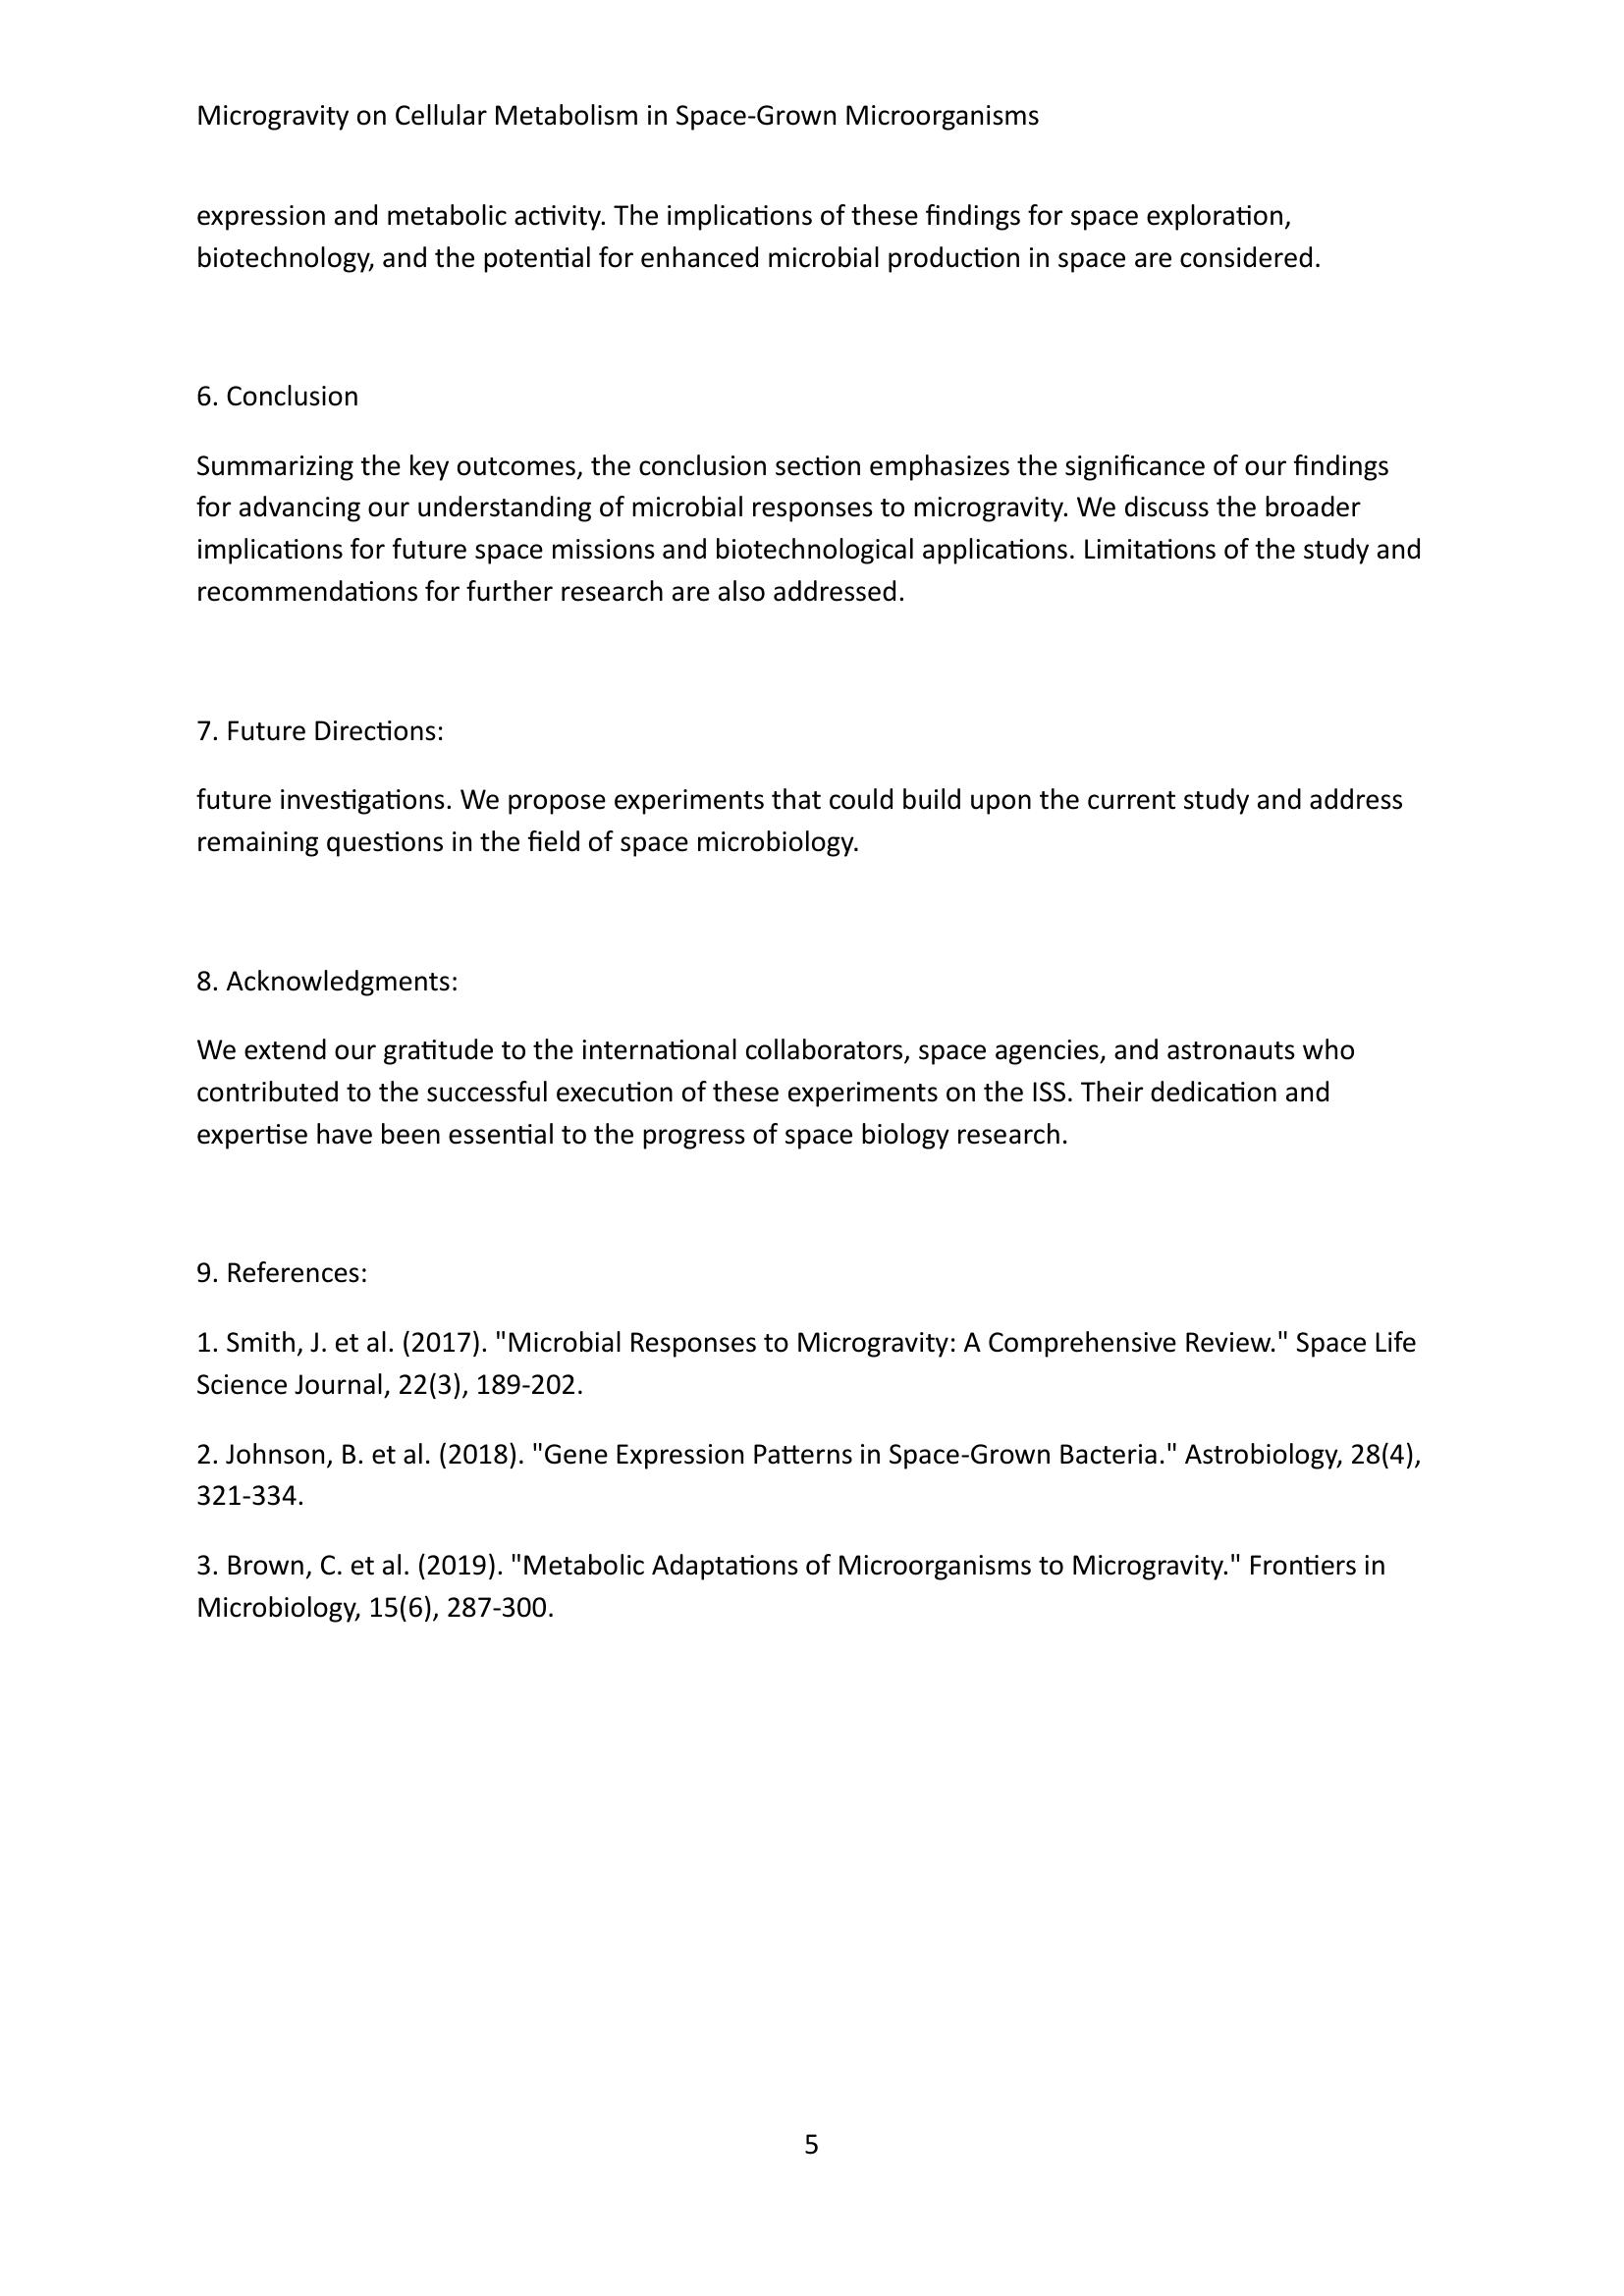 Microgravity on Cellular Metabolism in Space-Grown Microorganisms
expression and metabolic activity. The implications of these findings for space exploration,
biotechnology, and the potential for enhanced microbial production in space are considered.
6. Conclusion
Summarizing the key outcomes, the conclusion section emphasizes the significance of our findings
for advancing our understanding of microbial responses to microgravity. We discuss the broader
implications for future space missions and biotechnological applications. Limitations of the study and
recommendations for further research are also addressed.
7. Future Directions:
future investigations. We propose experiments that could build upon the current study and address
remaining questions in the field of space microbiology.
8. Acknowledgments:
We extend our gratitude to the international collaborators, space agencies, and astronauts who
contributed to the successful execution of these experiments on the ISS. Their dedication and
expertise have been essential to the progress of space biology research.
9. References:
1. Smith, J. et al. (2017). "Microbial Responses to Microgravity: A Comprehensive Review." Space Life
Science Journal, 22(3), 189-202.
2. Johnson, B. et al. (2018). "Gene Expression Patterns in Space-Grown Bacteria." Astrobiology, 28(4),
321-334.
3. Brown, C. et al. (2019). "Metabolic Adaptations of Microorganisms to Microgravity." Frontiers in
Microbiology, 15(6), 287-300.
5